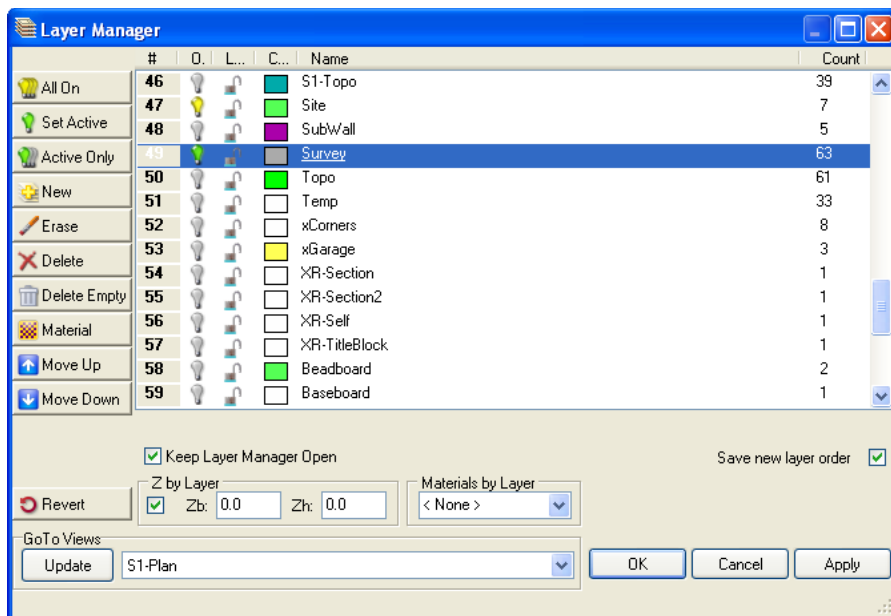 Layer Manager
# O. L... C... Name Count
All On
Set Active
Active Only
New
Erase
Delete
Delete Empty
Material
Move Up
Move Down
46 S1-Topo 39
47 Site 7
48 SubWall 5
49 Survey 63
50 Topo 61
51 Temp 33
52 xCorners 8
53 xGarage 3
54 XR-Section 1
55 XR-Section2 1
56 XR-Self 1
57 XR-TitleBlock 1
58 Beadboard 2
59 Baseboard 1
Keep Layer Manager Open Save new layer order
Z by Layer Materials by Layer
Revert Zb: 0.0 Zh: 0.0 < None >
GoTo Views
Update S1-Plan OK Cancel Apply